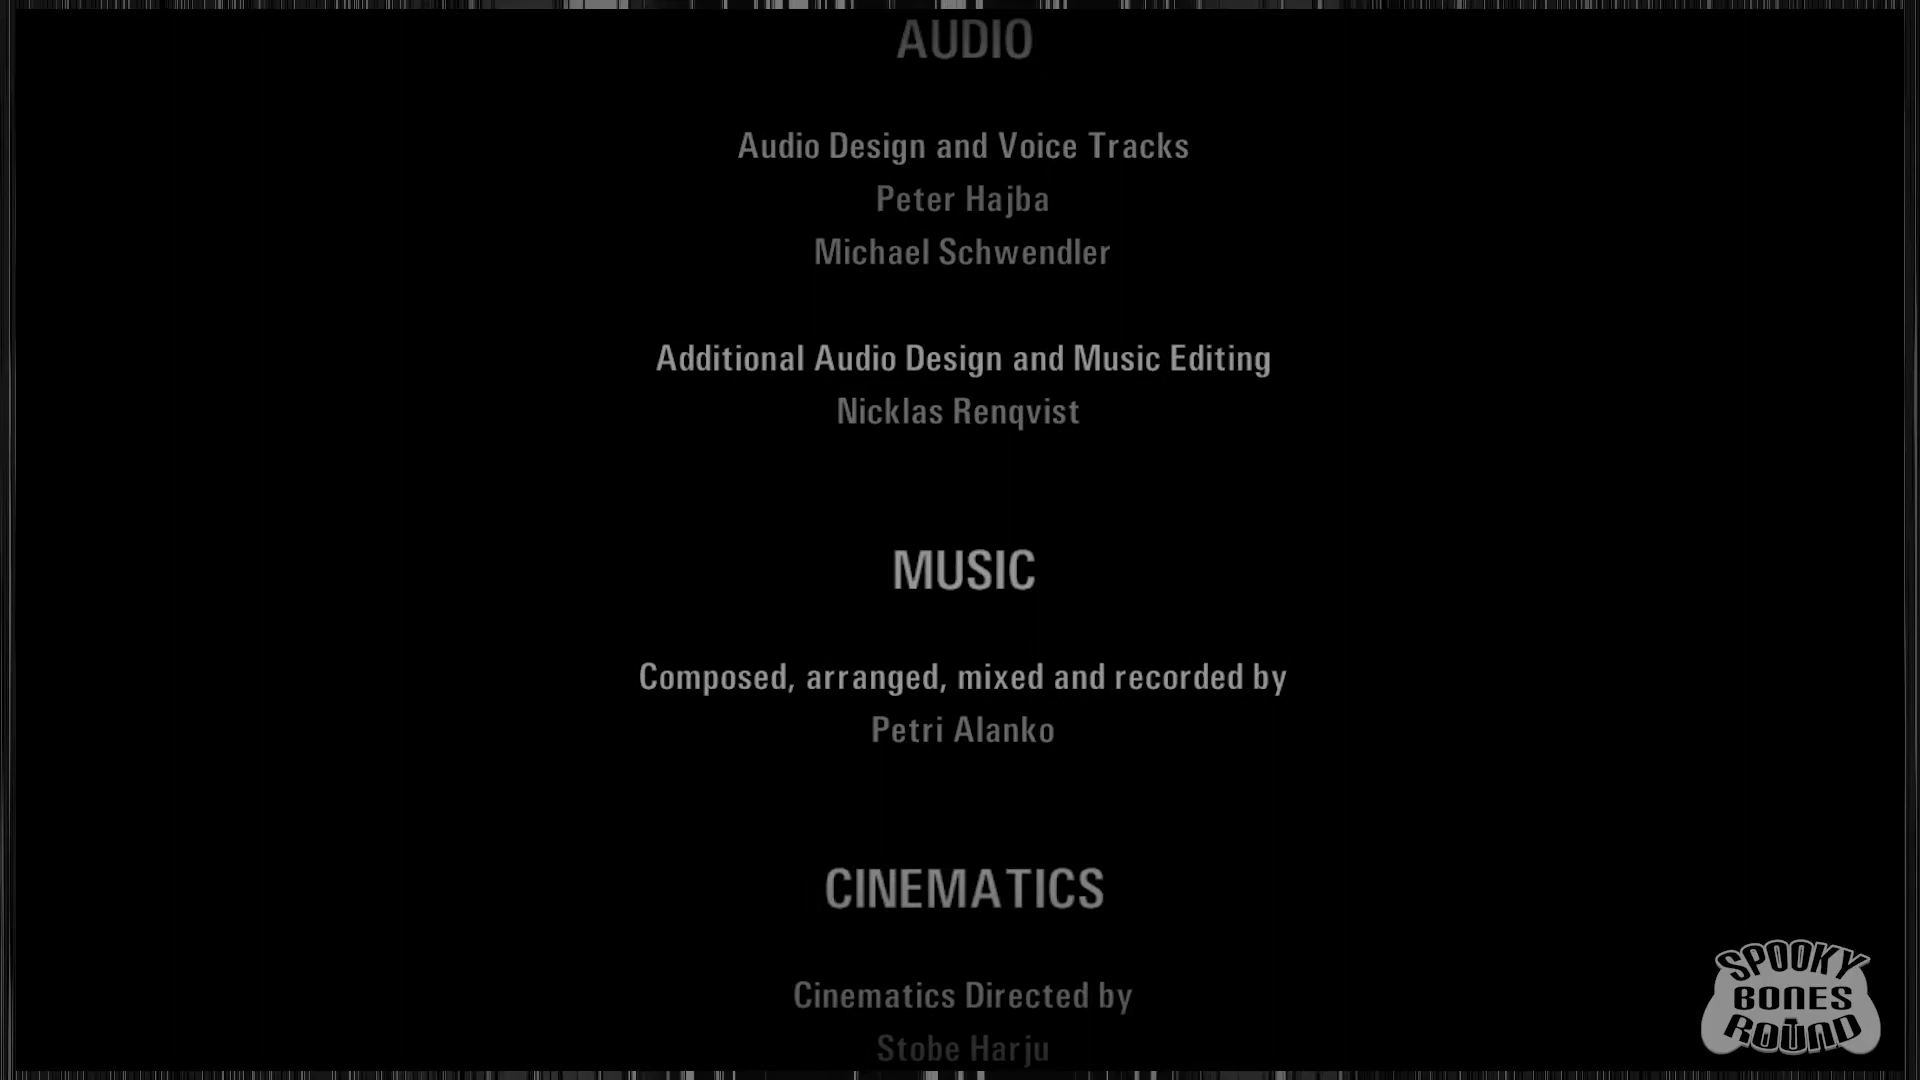 AUDIO
Audio Design and Voice Tracks
Peter Hajba
Michael Schwendler
Additional Audio Design and Music Editing
Nicklas Renqvist
MUSIC
Composed, arranged, mixed and recorded by
Petri Alanko
CINEMATICS
Cinematics Directed by
Stobe Harju
SPOOKY
BONES
ROUND